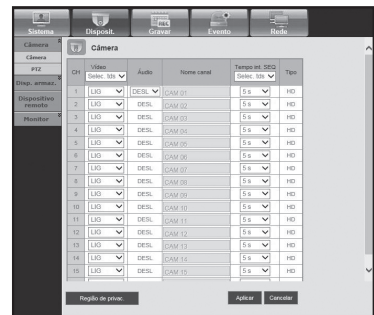 Sistema Disposit. Gravar Evento Rede
Câmera
Câmera
PTZ
Disp. armaz.
Dispositivo remoto
Monitor
Câmera
CH Vídeo Áudio Nome canal Tempo int. SEQ Tipo
Selec. tds Selec. tds
1 LIG DESL CAM 01 5 s HD
2 LIG DESL CAM 02 5 s HD
3 LIG DESL CAM 03 5 s HD
4 LIG DESL CAM 04 5 s HD
5 LIG DESL CAM 05 5 s HD
6 LIG DESL CAM 06 5 s HD
7 LIG DESL CAM 07 5 s HD
8 LIG DESL CAM 08 5 s HD
9 LIG DESL CAM 09 5 s HD
10 LIG DESL CAM 10 5 s HD
11 LIG DESL CAM 11 5 s HD
12 LIG DESL CAM 12 5 s HD
13 LIG DESL CAM 13 5 s HD
14 LIG DESL CAM 14 5 s HD
15 LIG DESL CAM 15 5 s HD
Região de privac. Aplicar Cancelar